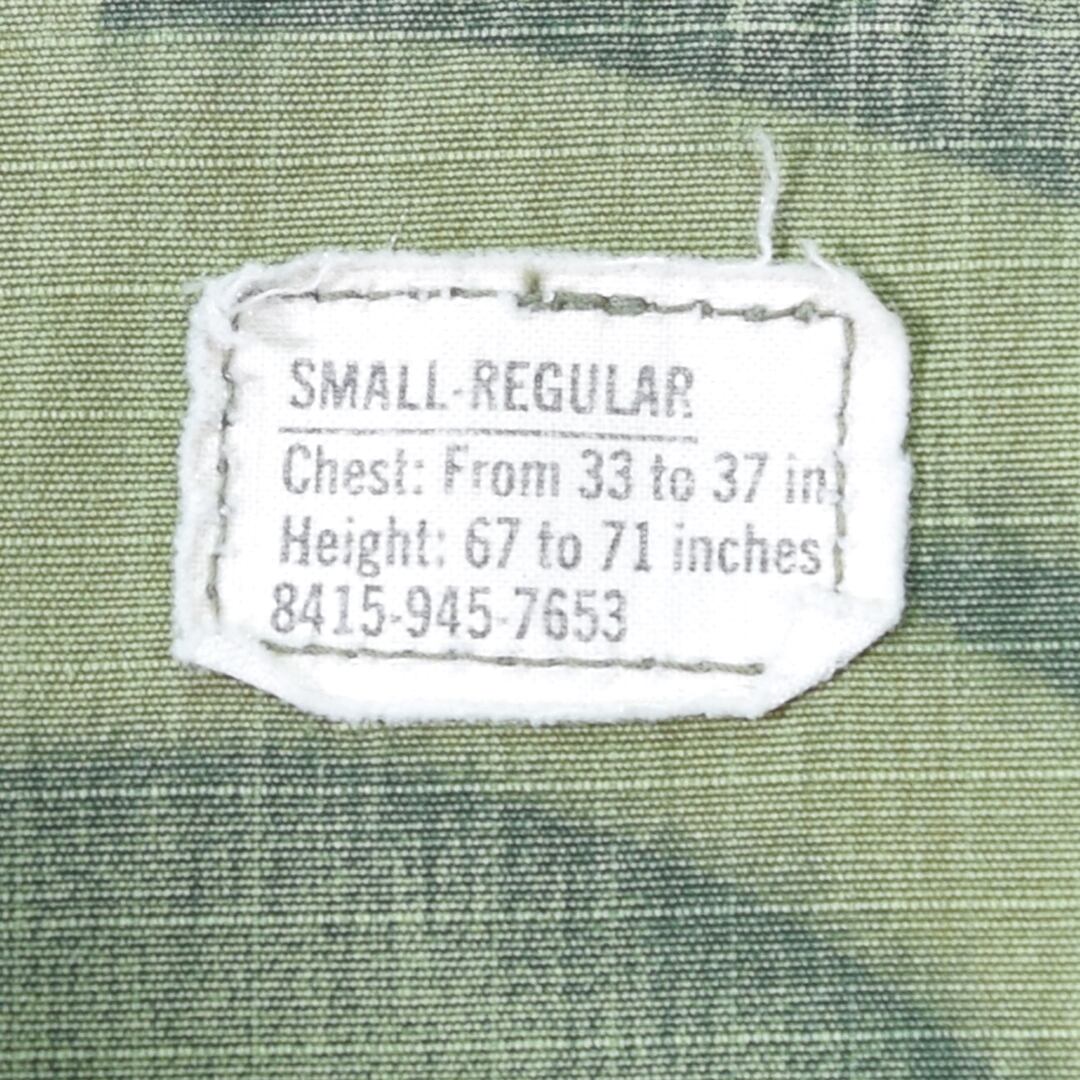 SMALL-REGULAR
Chest: From 33 to 37 in
Height: 67 to 71 inches
8415-945-7653